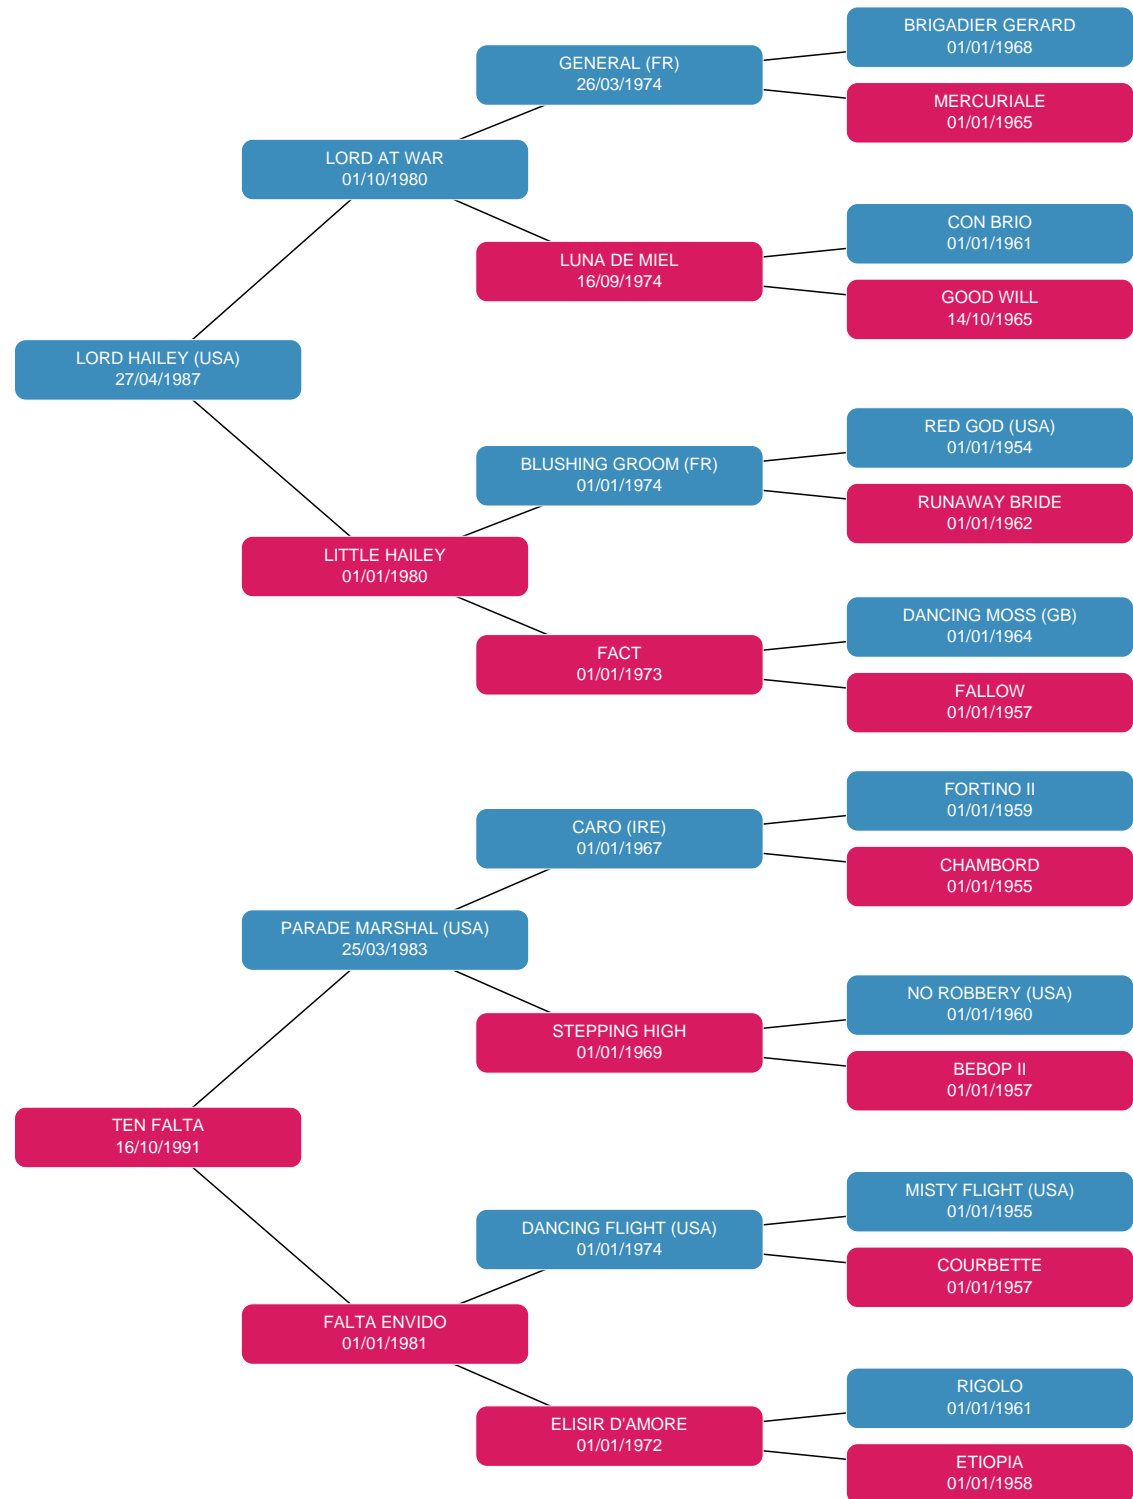 BRIGADIER GERARD
01/01/1968
GENERAL (FR)
26/03/1974
MERCURIALE
01/01/1965
LORD AT WAR
01/10/1980
CON BRIO
01/01/1961
LUNA DE MIEL
16/09/1974
GOOD WILL
14/10/1965
LORD HAILEY (USA)
27/04/1987
RED GOD (USA)
01/01/1954
BLUSHING GROOM (FR)
01/01/1974
RUNAWAY BRIDE
01/01/1962
LITTLE HAILEY
01/01/1980
DANCING MOSS (GB)
01/01/1964
FACT
01/01/1973
FALLOW
01/01/1957
FORTINO II
01/01/1959
CARO (IRE)
01/01/1967
CHAMBORD
01/01/1955
PARADE MARSHAL (USA)
25/03/1983
NO ROBBERY (USA)
01/01/1960
STEPPING HIGH
01/01/1969
BEBOP II
01/01/1957
TEN FALTA
16/10/1991
MISTY FLIGHT (USA)
01/01/1955
DANCING FLIGHT (USA)
01/01/1974
COURBETTE
01/01/1957
FALTA ENVIDO
01/01/1981
RIGOLO
01/01/1961
ELISIR D'AMORE
01/01/1972
ETIOPIA
01/01/1958